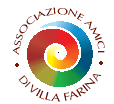 • ASSOCIAZIONE AMICI •
DI VILLA FARINA